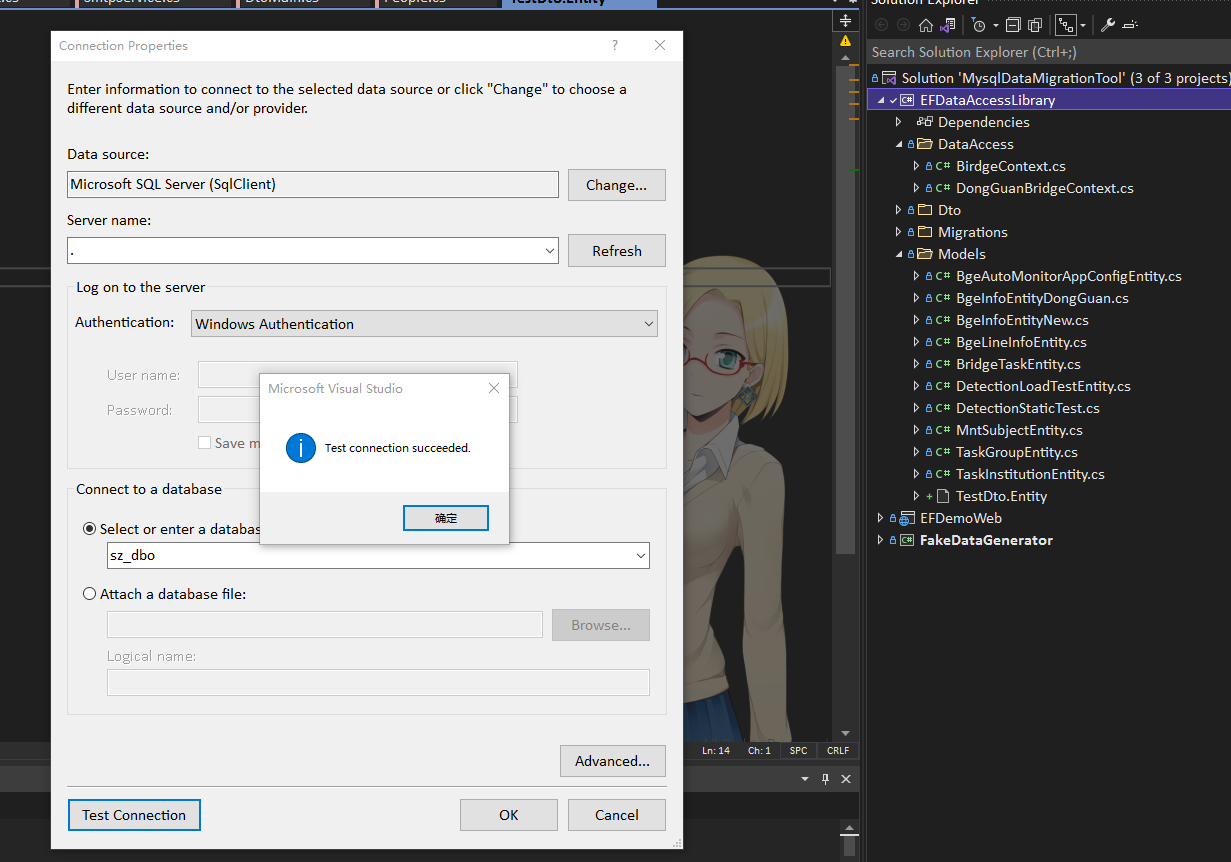 SmtpService.cs
DtoMain.cs
People.cs
TestDto.Entity
Solution Explorer
Connection Properties
?
Enter information to connect to the selected data source or click "Change" to choose a
different data source and/or provider.
Data source:
Microsoft SQL Server (SqlClient)
Change...
Server name:
.
Refresh
Log on to the server
Authentication:
Windows Authentication
User name:
Password:
Save m
Microsoft Visual Studio
Test connection succeeded.
确定
Connect to a database
Select or enter a databas
sz_dbo
Attach a database file:
Browse...
Logical name:
Advanced...
Test Connection
OK
Cancel
Ln: 14 Ch: 1 SPC CRLF
Search Solution Explorer (Ctrl+;)
Solution 'MysqlDataMigrationTool' (3 of 3 projects)
C# EFDataAccessLibrary
Dependencies
DataAccess
C# BirdgeContext.cs
C# DongGuanBridgeContext.cs
Dto
Migrations
Models
C# BgeAutoMonitorAppConfigEntity.cs
C# BgeInfoEntityDongGuan.cs
C# BgeInfoEntityNew.cs
C# BgeLineInfoEntity.cs
C# BridgeTaskEntity.cs
C# DetectionLoadTestEntity.cs
C# DetectionStaticTest.cs
C# MntSubjectEntity.cs
C# TaskGroupEntity.cs
C# TaskInstitutionEntity.cs
TestDto.Entity
EFDemoWeb
C# FakeDataGenerator